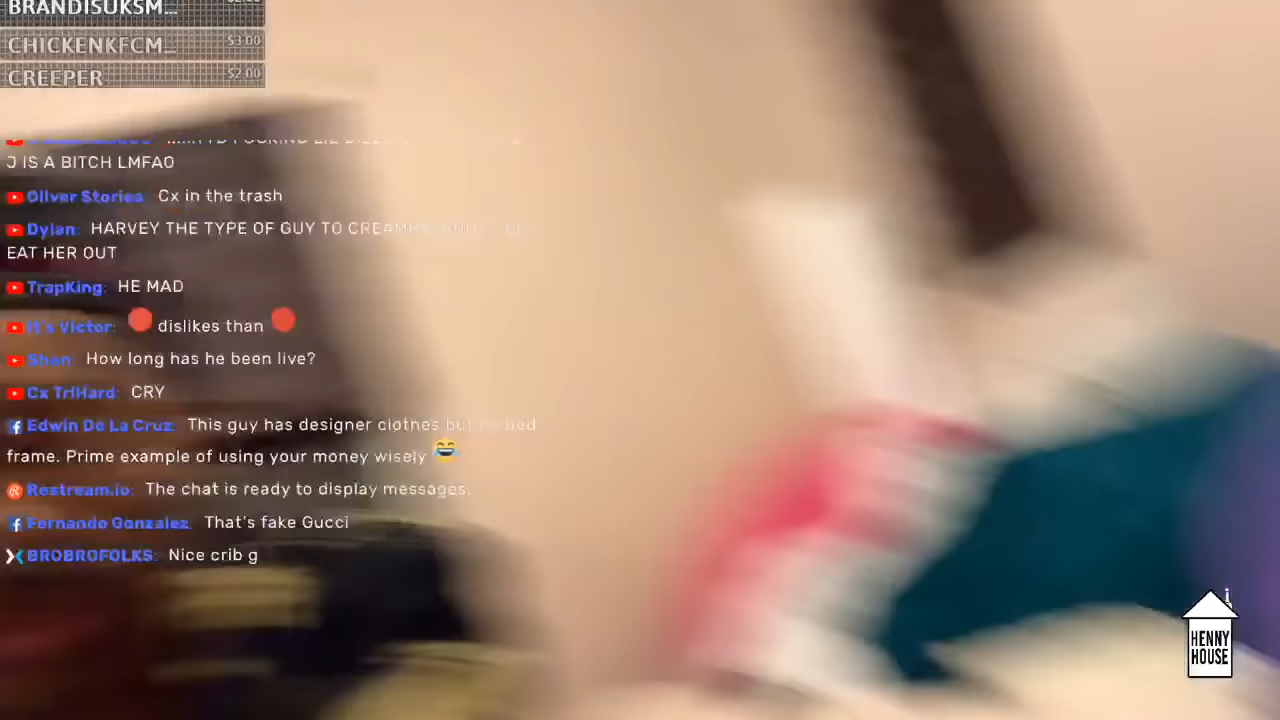 BRANDISUKSM...
CHICKENKFCM... $3.00
CREEPER $2.00
J IS A BITCH LMFAO
Oliver Stories Cx in the trash
Dylan: HARVEY THE TYPE OF GUY TO
EAT HER OUT
TrapKing: HE MAD
It's Victor: dislikes than
Shen: How long has he been live?
Cx TriHard: CRY
Edwin De La Cruz: This guy has designer clothes but no bed
frame. Prime example of using your money wisely
Restream.io: The chat is ready to display messages.
Fernando Gonzalez That's fake Gucci
BROBROFOLKS: Nice crib g
HENNY
HOUSE